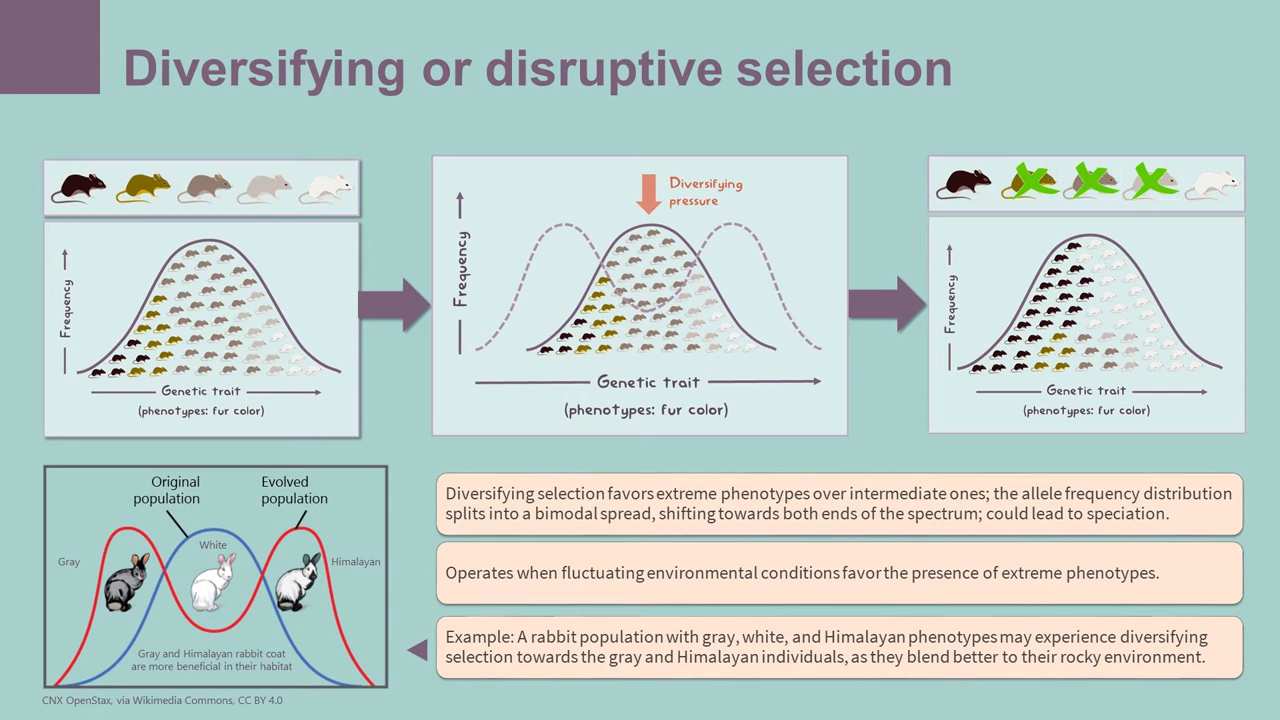 Diversifying or disruptive selection
Frequency
Genetic trait
(phenotypes: fur color)
Diversifying
pressure
Frequency
Genetic trait
(phenotypes: fur color)
Frequency
Genetic trait
(phenotypes: fur color)
Original
population
Evolved
population
Gray
White
Himalayan
Gray and Himalayan rabbit coat
are more beneficial in their habitat
CNX OpenStax, via Wikimedia Commons, CC BY 4.0
Diversifying selection favors extreme phenotypes over intermediate ones; the allele frequency distribution
splits into a bimodal spread, shifting towards both ends of the spectrum; could lead to speciation.
Operates when fluctuating environmental conditions favor the presence of extreme phenotypes.
Example: A rabbit population with gray, white, and Himalayan phenotypes may experience diversifying
selection towards the gray and Himalayan individuals, as they blend better to their rocky environment.